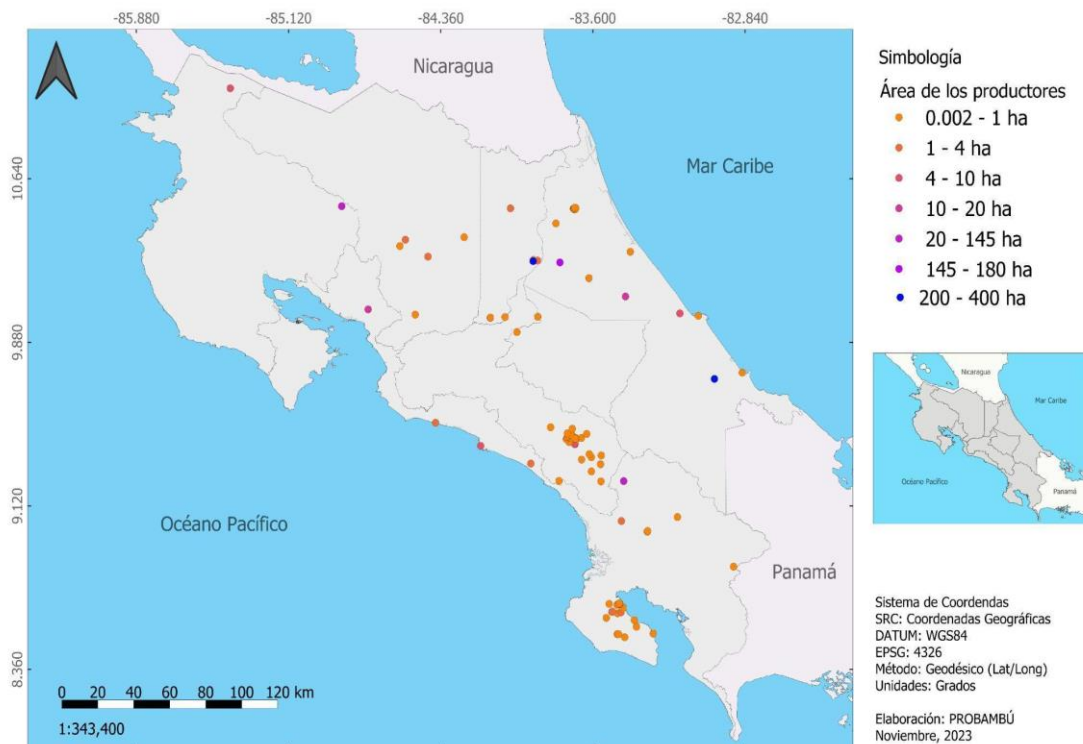 -85.880
-85.120
-84.360
-83.600
-82.840
10.640
9.880
9.120
8.360
Nicaragua
Mar Caribe
Océano Pacífico
Panamá
0 20 40 60 80 100 120 km
1:343,400
Simbología
Área de los productores
0.002 - 1 ha
1 - 4 ha
4 - 10 ha
10 - 20 ha
20 - 145 ha
145 - 180 ha
200 - 400 ha
Nicaragua
Mar Caribe
Océano Pacífico
Panamá
Sistema de Coordendas
SRC: Coordenadas Geográficas
DATUM: WGS84
EPSG: 4326
Método: Geodésico (Lat/Long)
Unidades: Grados
Elaboración: PROBAMBÚ
Noviembre, 2023